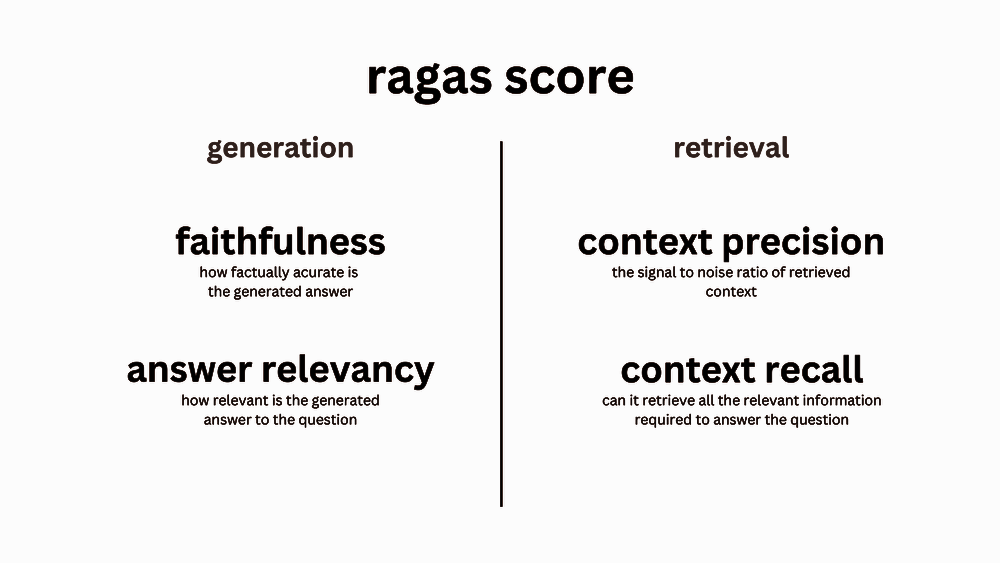 ragas score
generation
faithfulness
how factually acurate is
the generated answer
answer relevancy
how relevant is the generated
answer to the question
retrieval
context precision
the signal to noise ratio of retrieved
context
context recall
can it retrieve all the relevant information
required to answer the question